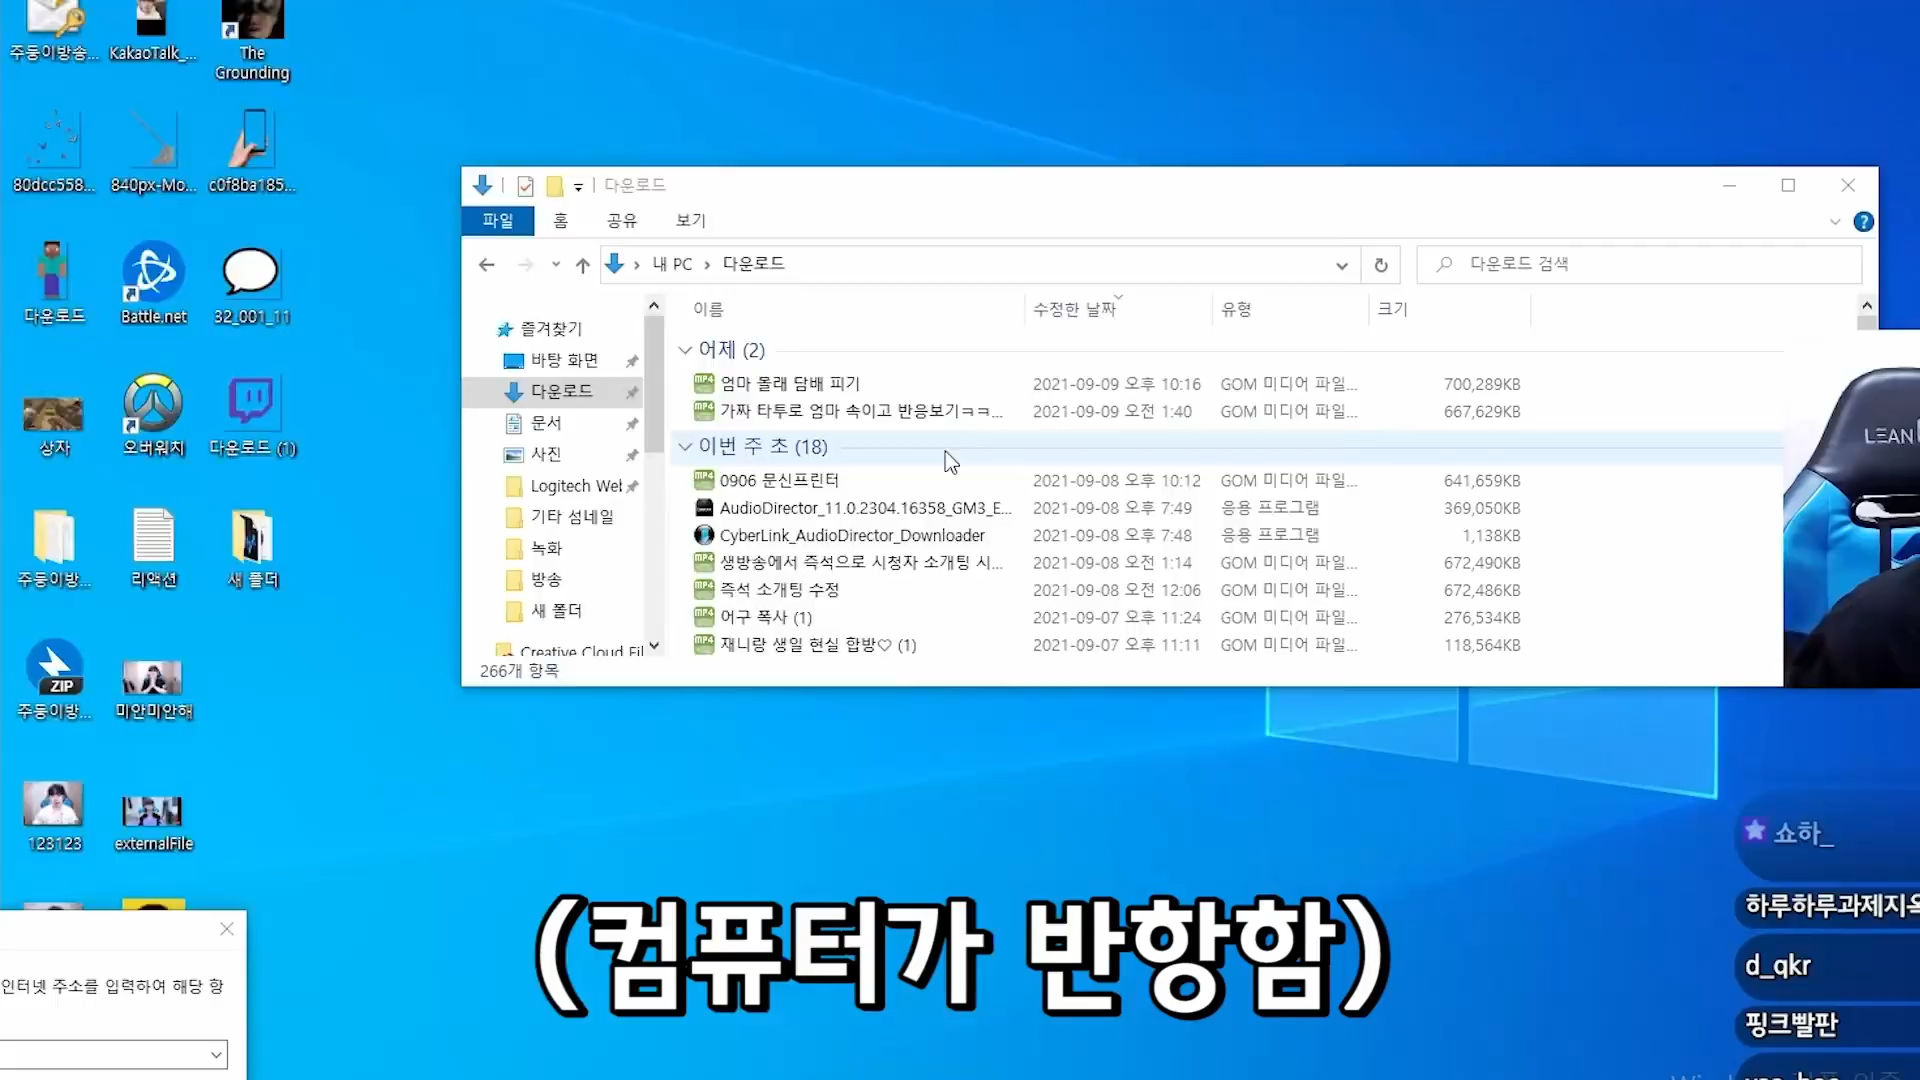 주둥이방송... KakaoTalk_... The Grounding
80dcc558... 840px-Mo... c0f8ba185...
다운로드 Battle.net 32_001_11
상자 오버워치 다운로드 (1)
주둥이방... 리액션 새 폴더
ZIP
주둥이방... 미안미안해
123123 externalFile
인터넷 주소를 입력하여 해당 항
다운로드
파일 홈 공유 보기
내 PC 다운로드
다운로드 검색
즐겨찾기
바탕 화면
다운로드
문서
사진
Logitech Wel
기타 섬네일
녹화
방송
새 폴더
Creative Cloud Fil
266개 항목
이름 수정한 날짜 유형 크기
어제 (2)
엄마 몰래 담배 피기 2021-09-09 오후 10:16 GOM 미디어 파일... 700,289KB
가짜 타투로 엄마 속이고 반응보기ㅋㅋ... 2021-09-09 오전 1:40 GOM 미디어 파일... 667,629KB
이번 주 초 (18)
0906 문신프린터 2021-09-08 오후 10:12 GOM 미디어 파일... 641,659KB
AudioDirector_11.0.2304.16358_GM3_E... 2021-09-08 오후 7:49 응용 프로그램 369,050KB
CyberLink_AudioDirector_Downloader 2021-09-08 오후 7:48 응용 프로그램 1,138KB
생방송에서 즉석으로 시청자 소개팅 시... 2021-09-08 오전 1:14 GOM 미디어 파일... 672,490KB
즉석 소개팅 수정 2021-09-08 오전 12:06 GOM 미디어 파일... 672,486KB
어구 폭사 (1) 2021-09-07 오후 11:24 GOM 미디어 파일... 276,534KB
재니랑 생일 현실 합방♡ (1) 2021-09-07 오후 11:11 GOM 미디어 파일... 118,564KB
LEAN
(컴퓨터가 반항함)
쇼하_
하루하루과제지옥
d_qkr
핑크빨판